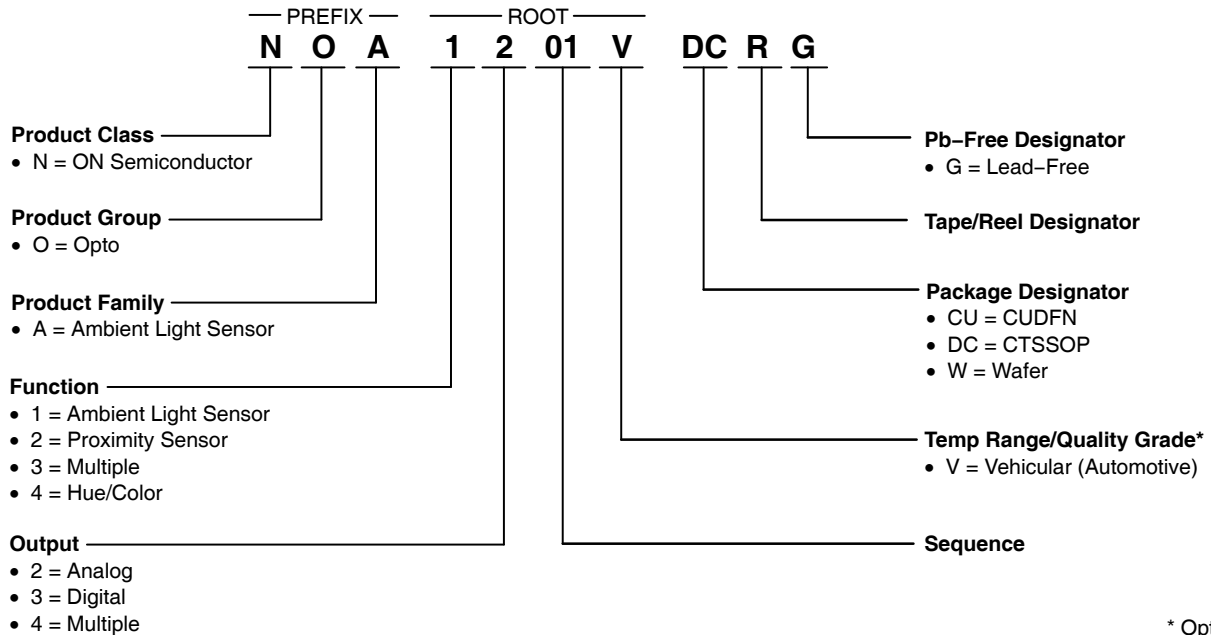 PREFIX ROOT
N O A 1 2 01 V DC R G
Product Class
• N = ON Semiconductor
Product Group
• O = Opto
Product Family
• A = Ambient Light Sensor
Function
• 1 = Ambient Light Sensor
• 2 = Proximity Sensor
• 3 = Multiple
• 4 = Hue/Color
Output
• 2 = Analog
• 3 = Digital
• 4 = Multiple
Pb−Free Designator
• G = Lead−Free
Tape/Reel Designator
Package Designator
• CU = CUDFN
• DC = CTSSOP
• W = Wafer
Temp Range/Quality Grade*
• V = Vehicular (Automotive)
Sequence
* Opt